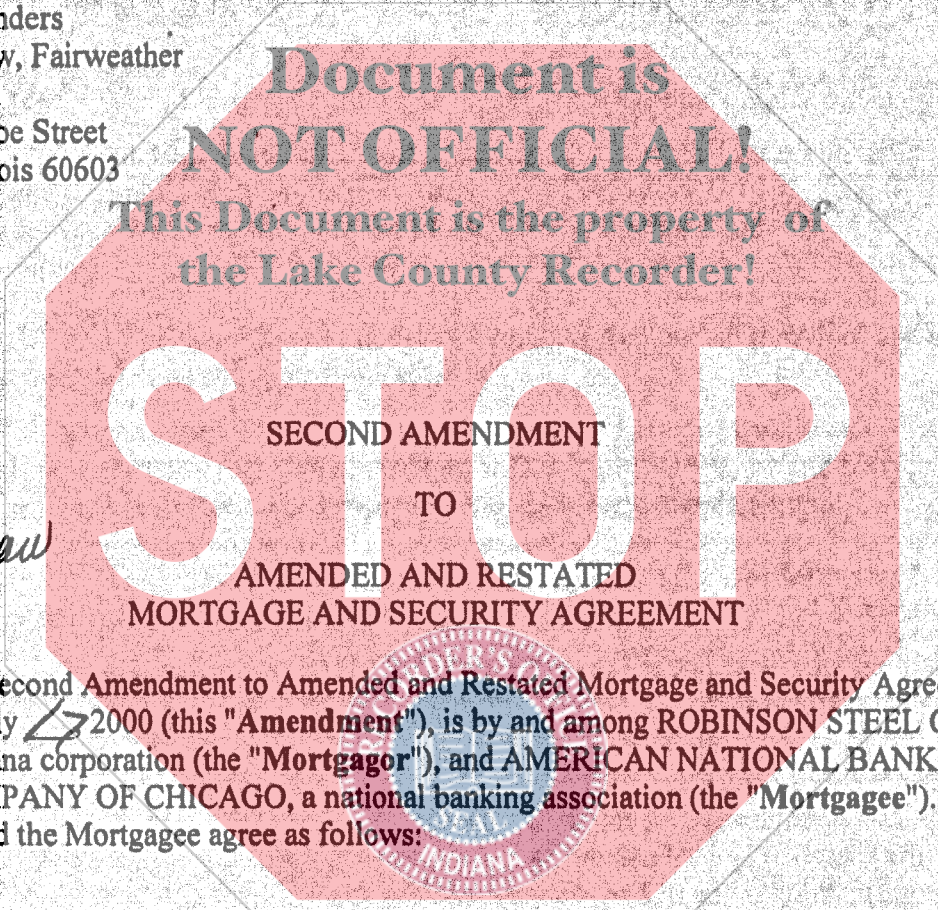 nders
w, Fairweather
Document is
NOT OFFICIAL!
oe Street
ois 60603
This Document is the property of
the Lake County Recorder!
STOP
SECOND AMENDMENT
TO
aw
AMENDED AND RESTATED
MORTGAGE AND SECURITY AGREEMENT
RECORDER'S OFFICE
econd Amendment to Amended and Restated Mortgage and Security Agre
y 27 2000 (this "Amendment"), is by and among ROBINSON STEEL C
na corporation (the "Mortgagor"), and AMERICAN NATIONAL BANK
PANY OF CHICAGO, a national banking association (the "Mortgagee").
d the Mortgagee agree as follows:
SEAL
INDIANA